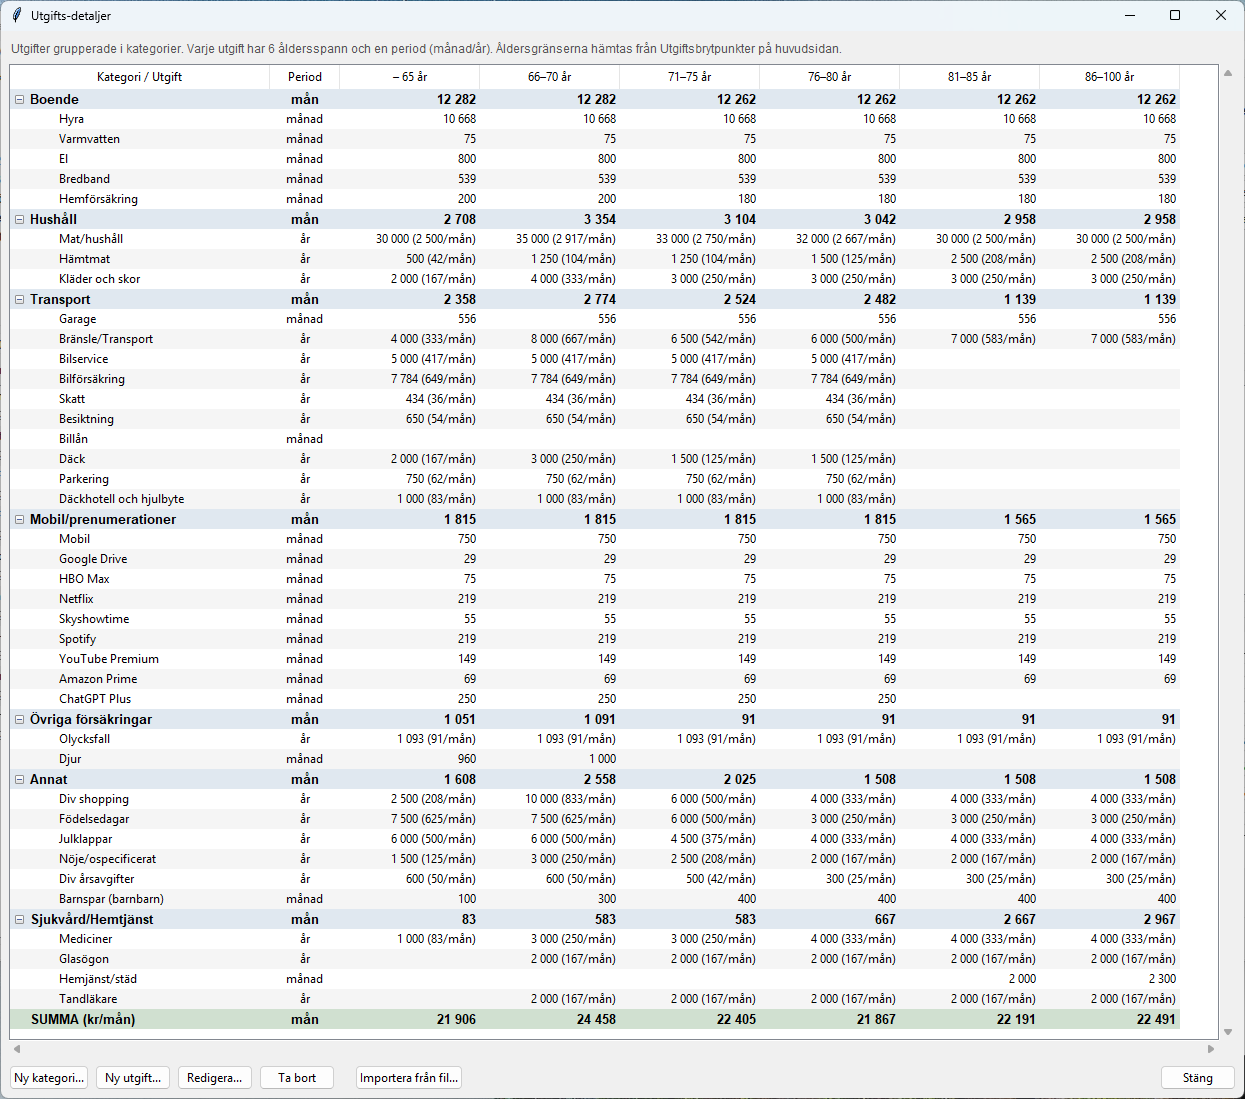 Utgifts-detaljer
Utgifter grupperade i kategorier. Varje utgift har 6 åldersspann och en period (månad/år). Åldersgränserna hämtas från Utgiftsbrytpunkter på huvudsidan.
Kategori / Utgift Period – 65 år 66–70 år 71–75 år 76–80 år 81–85 år 86–100 år
Boende mån 12 282 12 282 12 262 12 262 12 262 12 262
Hyra månad 10 668 10 668 10 668 10 668 10 668 10 668
Varmvatten månad 75 75 75 75 75 75
El månad 800 800 800 800 800 800
Bredband månad 539 539 539 539 539 539
Hemförsäkring månad 200 200 180 180 180 180
Hushåll mån 2 708 3 354 3 104 3 042 2 958 2 958
Mat/hushåll år 30 000 (2 500/mån) 35 000 (2 917/mån) 33 000 (2 750/mån) 32 000 (2 667/mån) 30 000 (2 500/mån) 30 000 (2 500/mån)
Hämtmat år 500 (42/mån) 1 250 (104/mån) 1 250 (104/mån) 1 500 (125/mån) 2 500 (208/mån) 2 500 (208/mån)
Kläder och skor år 2 000 (167/mån) 4 000 (333/mån) 3 000 (250/mån) 3 000 (250/mån) 3 000 (250/mån) 3 000 (250/mån)
Transport mån 2 358 2 774 2 524 2 482 1 139 1 139
Garage månad 556 556 556 556 556 556
Bränsle/Transport år 4 000 (333/mån) 8 000 (667/mån) 6 500 (542/mån) 6 000 (500/mån) 7 000 (583/mån) 7 000 (583/mån)
Bilservice år 5 000 (417/mån) 5 000 (417/mån) 5 000 (417/mån) 5 000 (417/mån)
Bilförsäkring år 7 784 (649/mån) 7 784 (649/mån) 7 784 (649/mån) 7 784 (649/mån)
Skatt år 434 (36/mån) 434 (36/mån) 434 (36/mån) 434 (36/mån)
Besiktning år 650 (54/mån) 650 (54/mån) 650 (54/mån) 650 (54/mån)
Billån månad
Däck år 2 000 (167/mån) 3 000 (250/mån) 1 500 (125/mån) 1 500 (125/mån)
Parkering år 750 (62/mån) 750 (62/mån) 750 (62/mån) 750 (62/mån)
Däckhotell och hjulbyte år 1 000 (83/mån) 1 000 (83/mån) 1 000 (83/mån) 1 000 (83/mån)
Mobil/prenumerationer mån 1 815 1 815 1 815 1 815 1 565 1 565
Mobil månad 750 750 750 750 750 750
Google Drive månad 29 29 29 29 29 29
HBO Max månad 75 75 75 75 75 75
Netflix månad 219 219 219 219 219 219
Skyshowtime månad 55 55 55 55 55 55
Spotify månad 219 219 219 219 219 219
YouTube Premium månad 149 149 149 149 149 149
Amazon Prime månad 69 69 69 69 69 69
ChatGPT Plus månad 250 250 250 250
Övriga försäkringar mån 1 051 1 091 91 91 91 91
Olycksfall år 1 093 (91/mån) 1 093 (91/mån) 1 093 (91/mån) 1 093 (91/mån) 1 093 (91/mån) 1 093 (91/mån)
Djur månad 960 1 000
Annat mån 1 608 2 558 2 025 1 508 1 508 1 508
Div shopping år 2 500 (208/mån) 10 000 (833/mån) 6 000 (500/mån) 4 000 (333/mån) 4 000 (333/mån) 4 000 (333/mån)
Födelsedagar år 7 500 (625/mån) 7 500 (625/mån) 6 000 (500/mån) 3 000 (250/mån) 3 000 (250/mån) 3 000 (250/mån)
Julklappar år 6 000 (500/mån) 6 000 (500/mån) 4 500 (375/mån) 4 000 (333/mån) 4 000 (333/mån) 4 000 (333/mån)
Nöje/ospecificerat år 1 500 (125/mån) 3 000 (250/mån) 2 500 (208/mån) 2 000 (167/mån) 2 000 (167/mån) 2 000 (167/mån)
Div årsavgifter år 600 (50/mån) 600 (50/mån) 500 (42/mån) 300 (25/mån) 300 (25/mån) 300 (25/mån)
Barnspar (barnbarn) månad 100 300 400 400 400 400
Sjukvård/Hemtjänst mån 83 583 583 667 2 667 2 967
Mediciner år 1 000 (83/mån) 3 000 (250/mån) 3 000 (250/mån) 4 000 (333/mån) 4 000 (333/mån) 4 000 (333/mån)
Glasögon år 2 000 (167/mån) 2 000 (167/mån) 2 000 (167/mån) 2 000 (167/mån) 2 000 (167/mån)
Hemjänst/städ månad 2 000 2 300
Tandläkare år 2 000 (167/mån) 2 000 (167/mån) 2 000 (167/mån) 2 000 (167/mån) 2 000 (167/mån)
SUMMA (kr/mån) mån 21 906 24 458 22 405 21 867 22 191 22 491
Ny kategori... Ny utgift... Redigera... Ta bort Importera från fil... Stäng